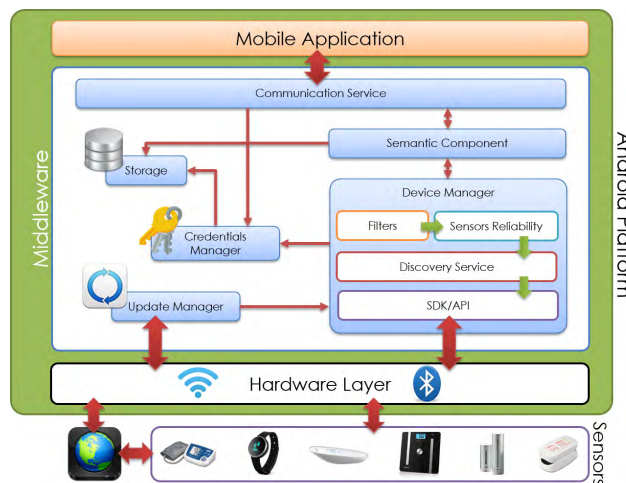 Mobile Application
Communication Service
Semantic Component
Storage
Device Manager
Filters
Sensors Reliability
Credentials
Manager
Discovery Service
Update Manager
SDK/API
Hardware Layer
Middleware
Android Platform
Sensors